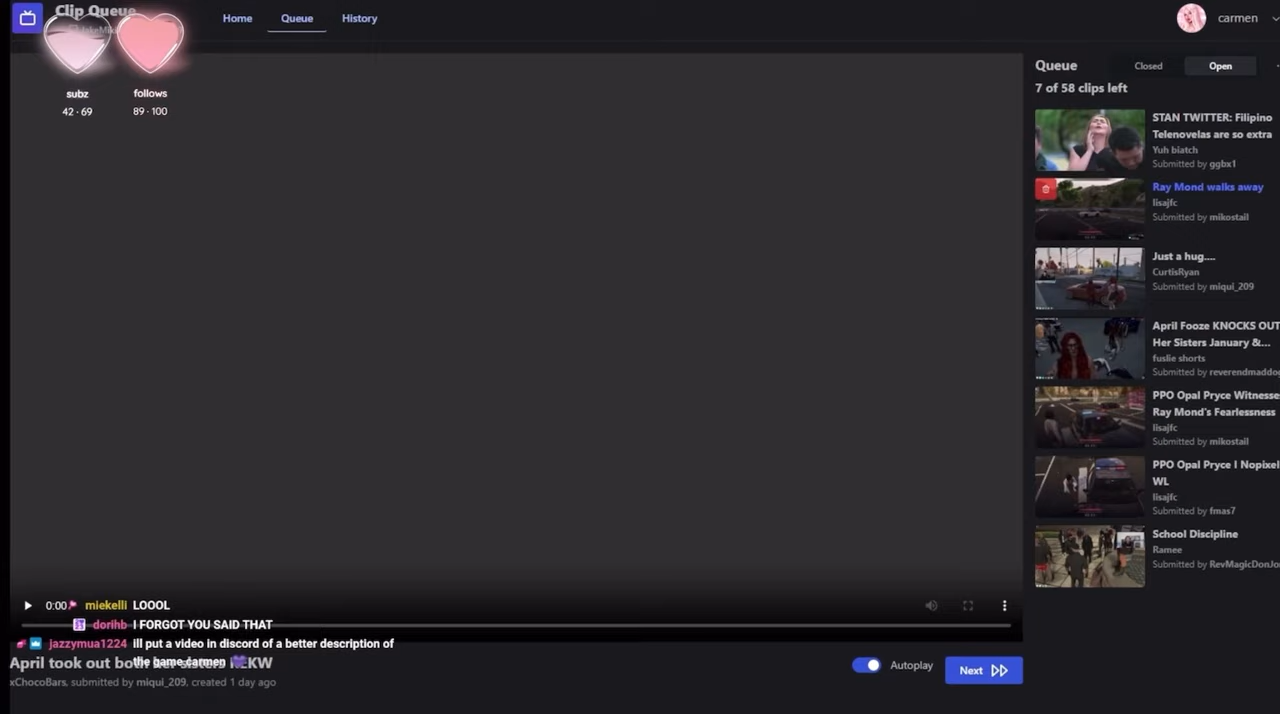 Clip Queue
Home
Queue
History
carmen
subz
follows
42 · 69
89 · 100
Queue
Closed
Open
7 of 58 clips left
STAN TWITTER: Filipino
Telenovelas are so extra
Yuh biatch
Submitted by ggbx1
Ray Mond walks away
lisajfc
Submitted by mikostail
Just a hug....
CurtisRyan
Submitted by miqui_209
April Fooze KNOCKS OUT
Her Sisters January &...
fuslie shorts
Submitted by reverendmaddog
PPO Opal Pryce Witnesse
Ray Mond's Fearlessness
lisajfc
Submitted by mikostail
PPO Opal Pryce I Nopixel
WL
lisajfc
Submitted by fmas7
School Discipline
Ramee
Submitted by RevMagicDonJo
0:00
miekelli LOOOL
dorihb I FORGOT YOU SAID THAT
jazzymua1224 ill put a video in discord of a better description of
the game carmen
April took out both her sisters KEKW
xChocoBars, submitted by miqui_209, created 1 day ago
Autoplay
Next